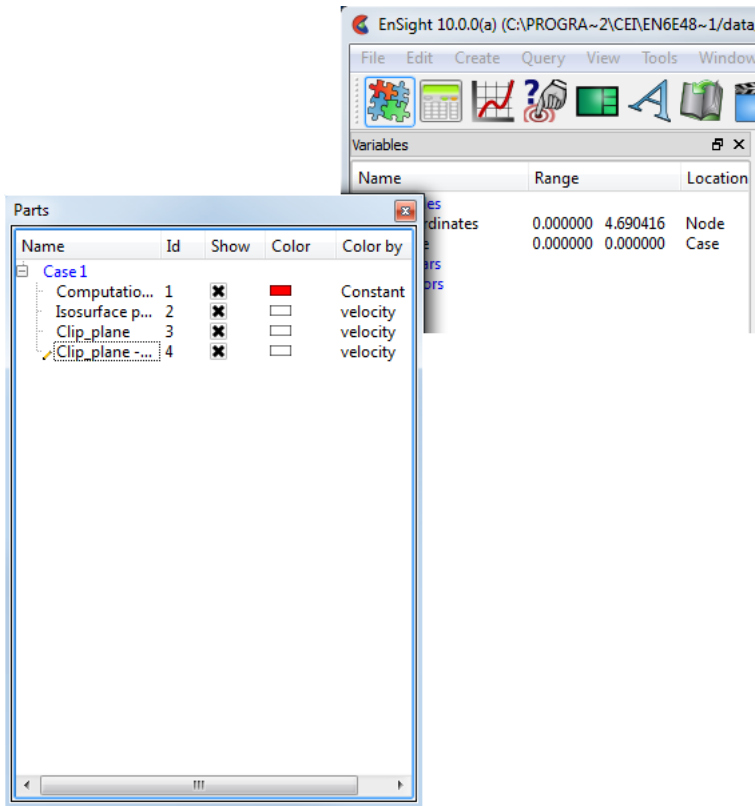 EnSight 10.0.0(a) (C:\PROGRA~2\CEI\EN6E48~1/data
File Edit Create Query View Tools Window
Variables
Name Range Location
es
rdinates 0.000000 4.690416 Node
e 0.000000 0.000000 Case
ars
ors
Parts
Name Id Show Color Color by
Case 1
Computatio... 1 Constant
Isosurface p... 2 velocity
Clip_plane 3 velocity
Clip_plane -... 4 velocity